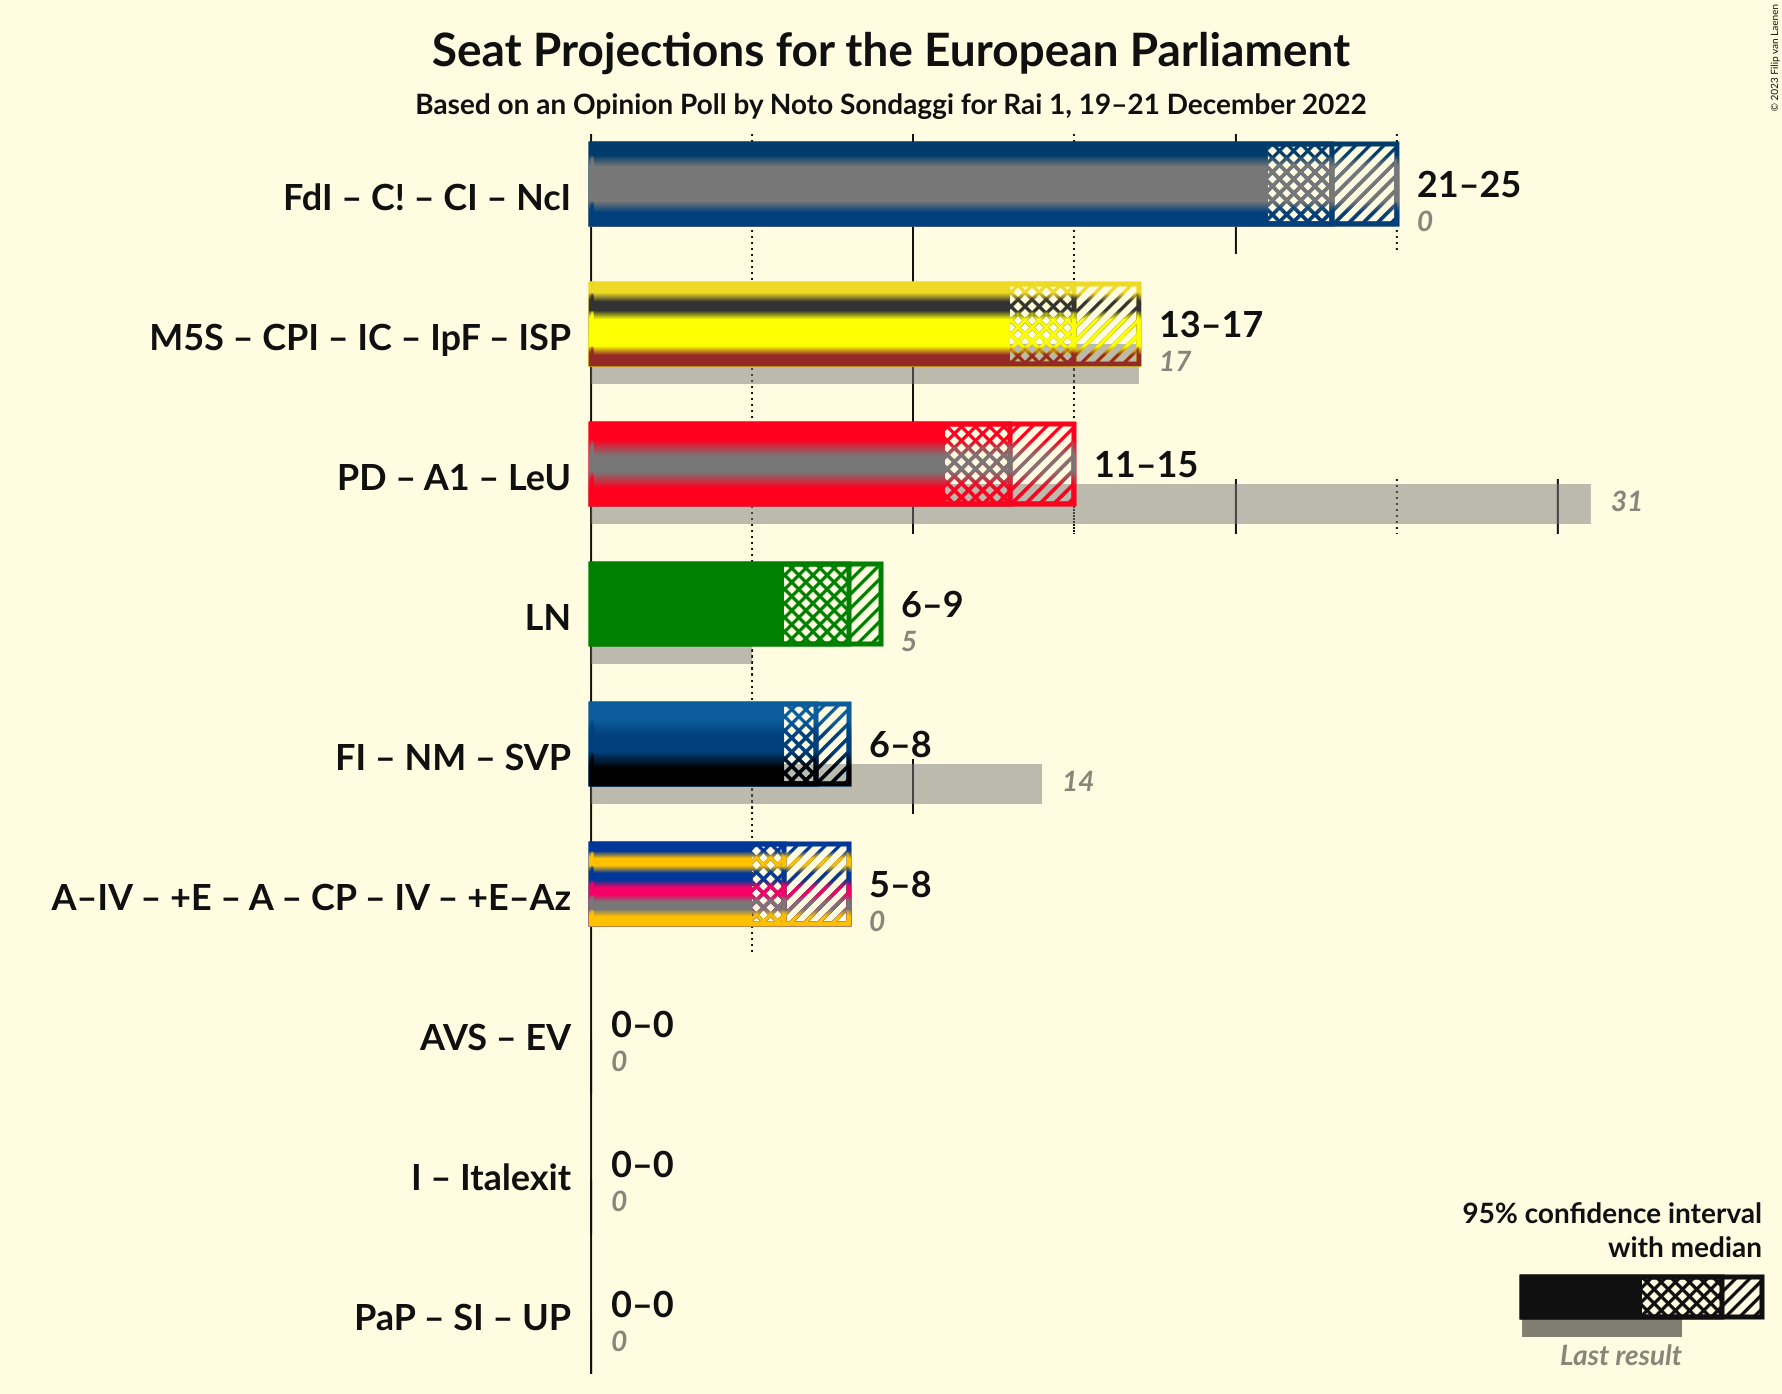 Seat Projections for the European Parliament
Based on an Opinion Poll by Noto Sondaggi for Rai 1, 19–21 December 2022
© 2023 Filip van Laenen
FdI – C! – CI – NcI
21–25
0
M5S – CPI – IC – IpF – ISP
13–17
17
PD – A1 – LeU
11–15
31
LN
6–9
5
FI – NM – SVP
6–8
14
A–IV – +E – A – CP – IV – +E–Az
5–8
0
AVS – EV
0–0
0
I – Italexit
0–0
0
PaP – SI – UP
0–0
0
95% confidence interval
with median
Last result